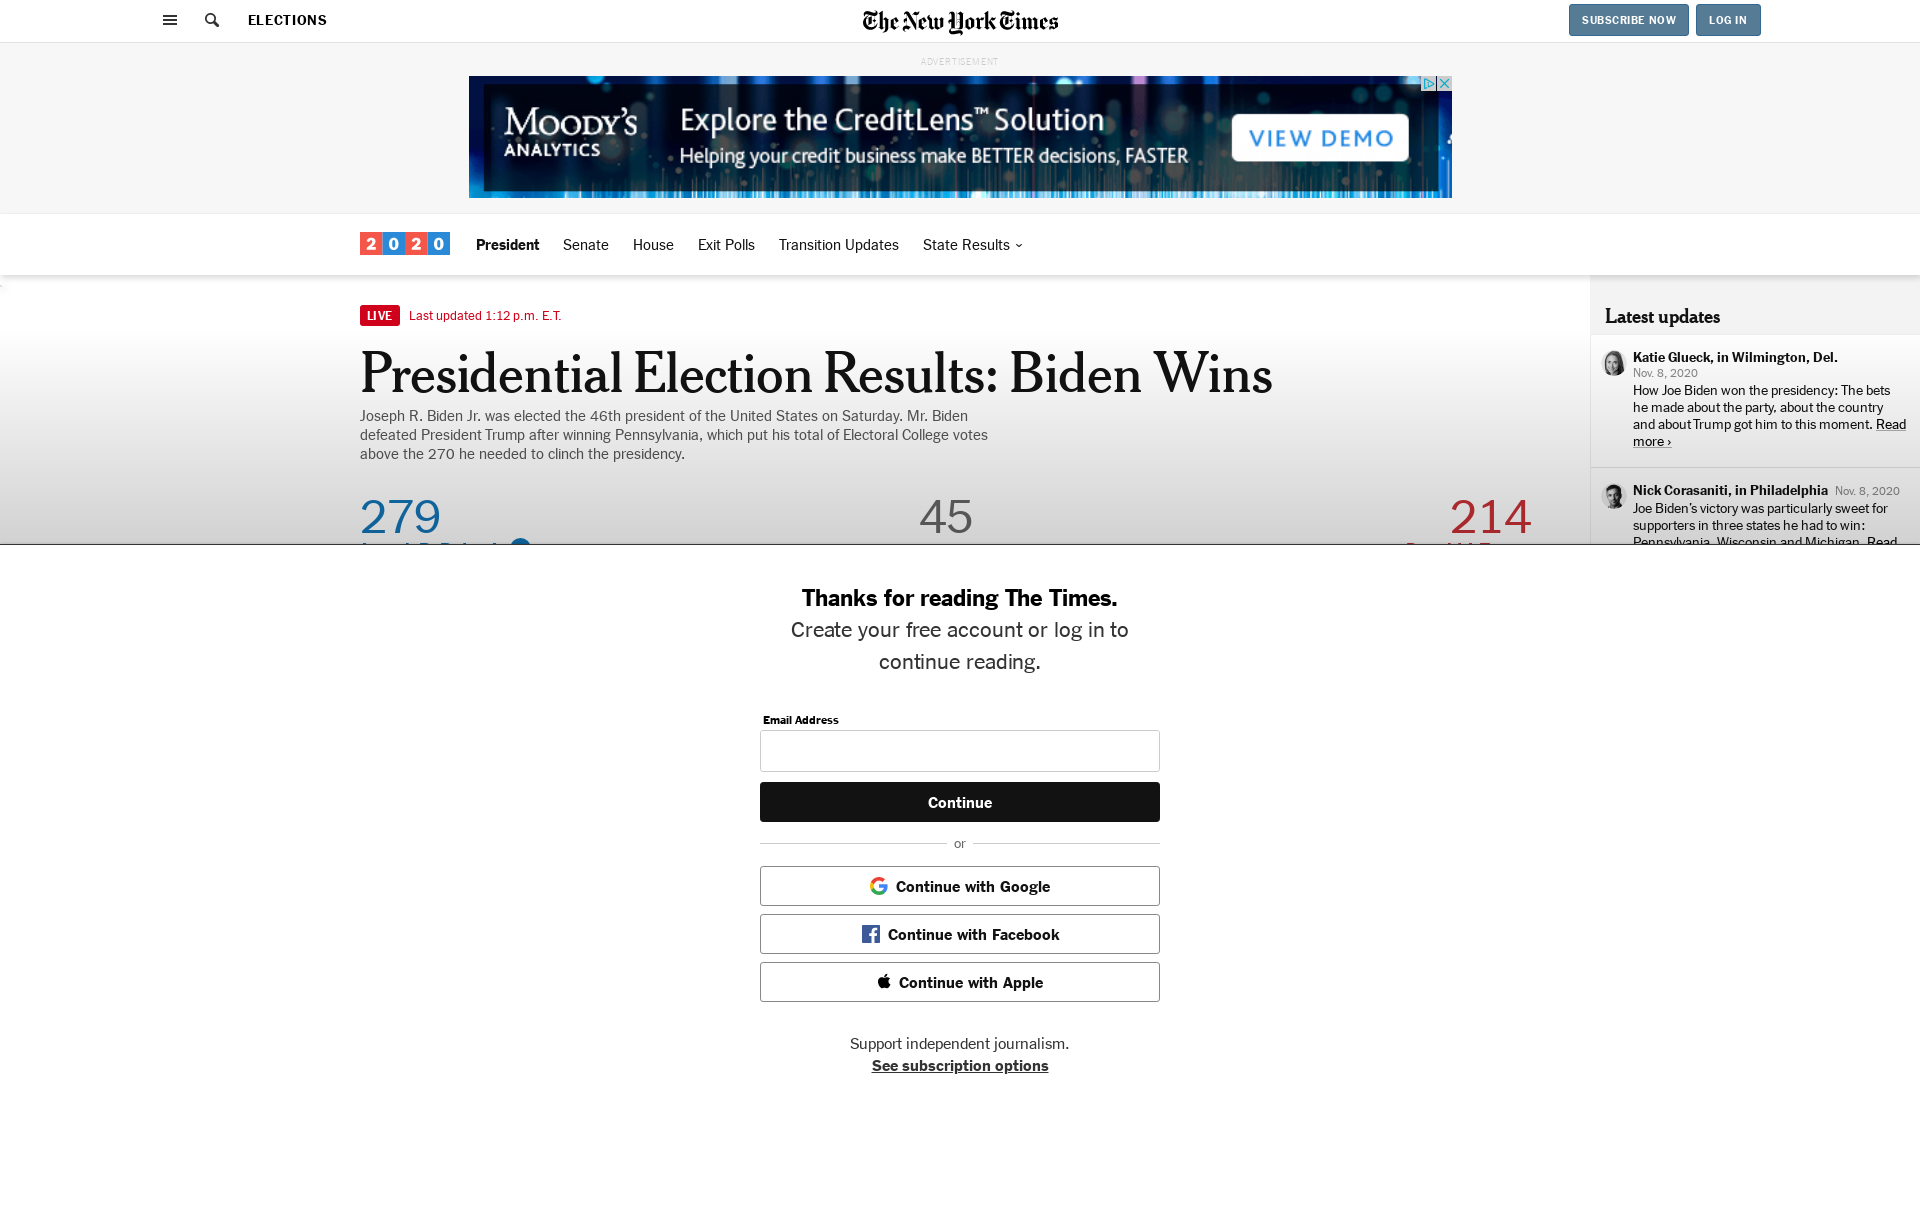 ELECTIONS
The New York Times
SUBSCRIBE NOW
LOG IN
ADVERTISEMENT
MOODY'S
ANALYTICS
Explore the CreditLens™ Solution
Helping your credit business make BETTER decisions, FASTER
VIEW DEMO
2020
President
Senate
House
Exit Polls
Transition Updates
State Results
LIVE
Last updated 1:12 p.m. E.T.
Presidential Election Results: Biden Wins
Joseph R. Biden Jr. was elected the 46th president of the United States on Saturday. Mr. Biden
defeated President Trump after winning Pennsylvania, which put his total of Electoral College votes
above the 270 he needed to clinch the presidency.
279
45
214
Latest updates
Katie Glueck, in Wilmington, Del.
Nov. 8, 2020
How Joe Biden won the presidency: The bets
he made about the party, about the country
and about Trump got him to this moment. Read
more ›
Nick Corasaniti, in Philadelphia Nov. 8, 2020
Joe Biden's victory was particularly sweet for
supporters in three states he had to win:
Pennsylvania, Wisconsin and Michigan. Read
Thanks for reading The Times.
Create your free account or log in to
continue reading.
Email Address
Continue
or
Continue with Google
Continue with Facebook
Continue with Apple
Support independent journalism.
See subscription options